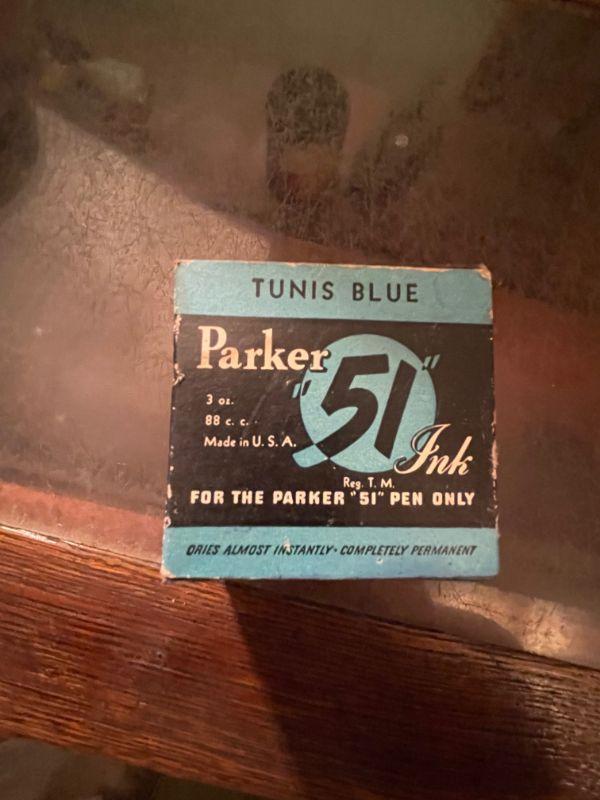 TUNIS BLUE
Parker "51" Ink
3 oz.
88 c. c.
Made in U. S. A.
Reg. T. M.
FOR THE PARKER "51" PEN ONLY
DRIES ALMOST INSTANTLY • COMPLETELY PERMANENT